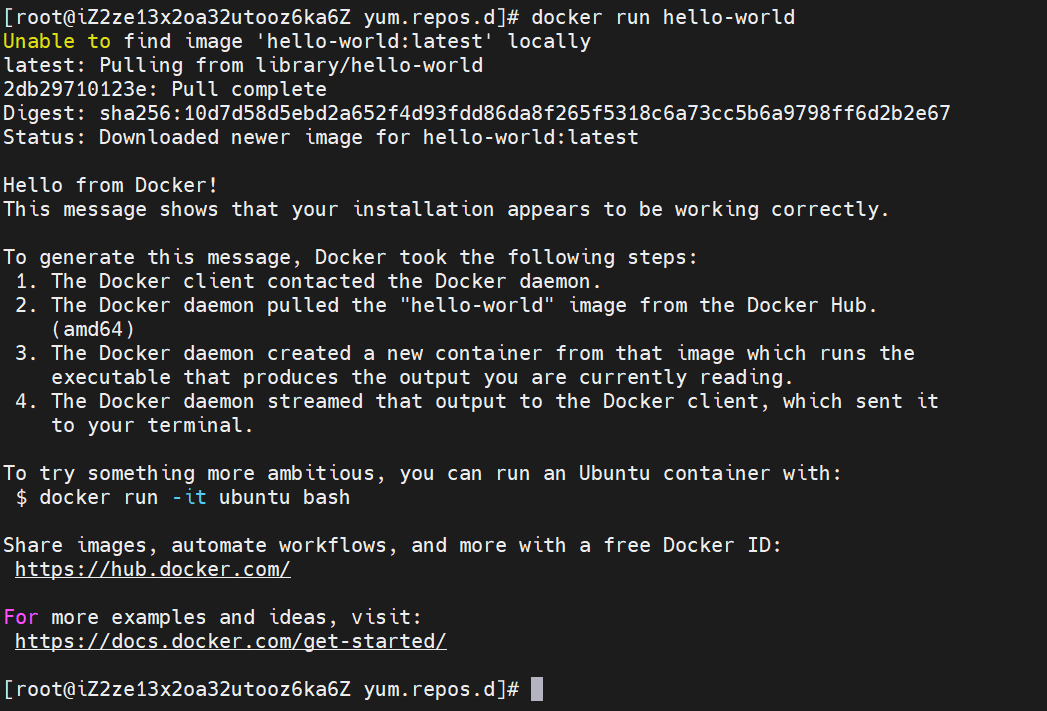 [root@iZ2ze13x2oa32utooz6ka6Z yum.repos.d]# docker run hello-world
Unable to find image 'hello-world:latest' locally
latest: Pulling from library/hello-world
2db29710123e: Pull complete
Digest: sha256:10d7d58d5ebd2a652f4d93fdd86da8f265f5318c6a73cc5b6a9798ff6d2b2e67
Status: Downloaded newer image for hello-world:latest

Hello from Docker!
This message shows that your installation appears to be working correctly.

To generate this message, Docker took the following steps:
 1. The Docker client contacted the Docker daemon.
 2. The Docker daemon pulled the "hello-world" image from the Docker Hub.
    (amd64)
 3. The Docker daemon created a new container from that image which runs the
    executable that produces the output you are currently reading.
 4. The Docker daemon streamed that output to the Docker client, which sent it
    to your terminal.

To try something more ambitious, you can run an Ubuntu container with:
 $ docker run -it ubuntu bash

Share images, automate workflows, and more with a free Docker ID:
 https://hub.docker.com/

For more examples and ideas, visit:
 https://docs.docker.com/get-started/

[root@iZ2ze13x2oa32utooz6ka6Z yum.repos.d]#